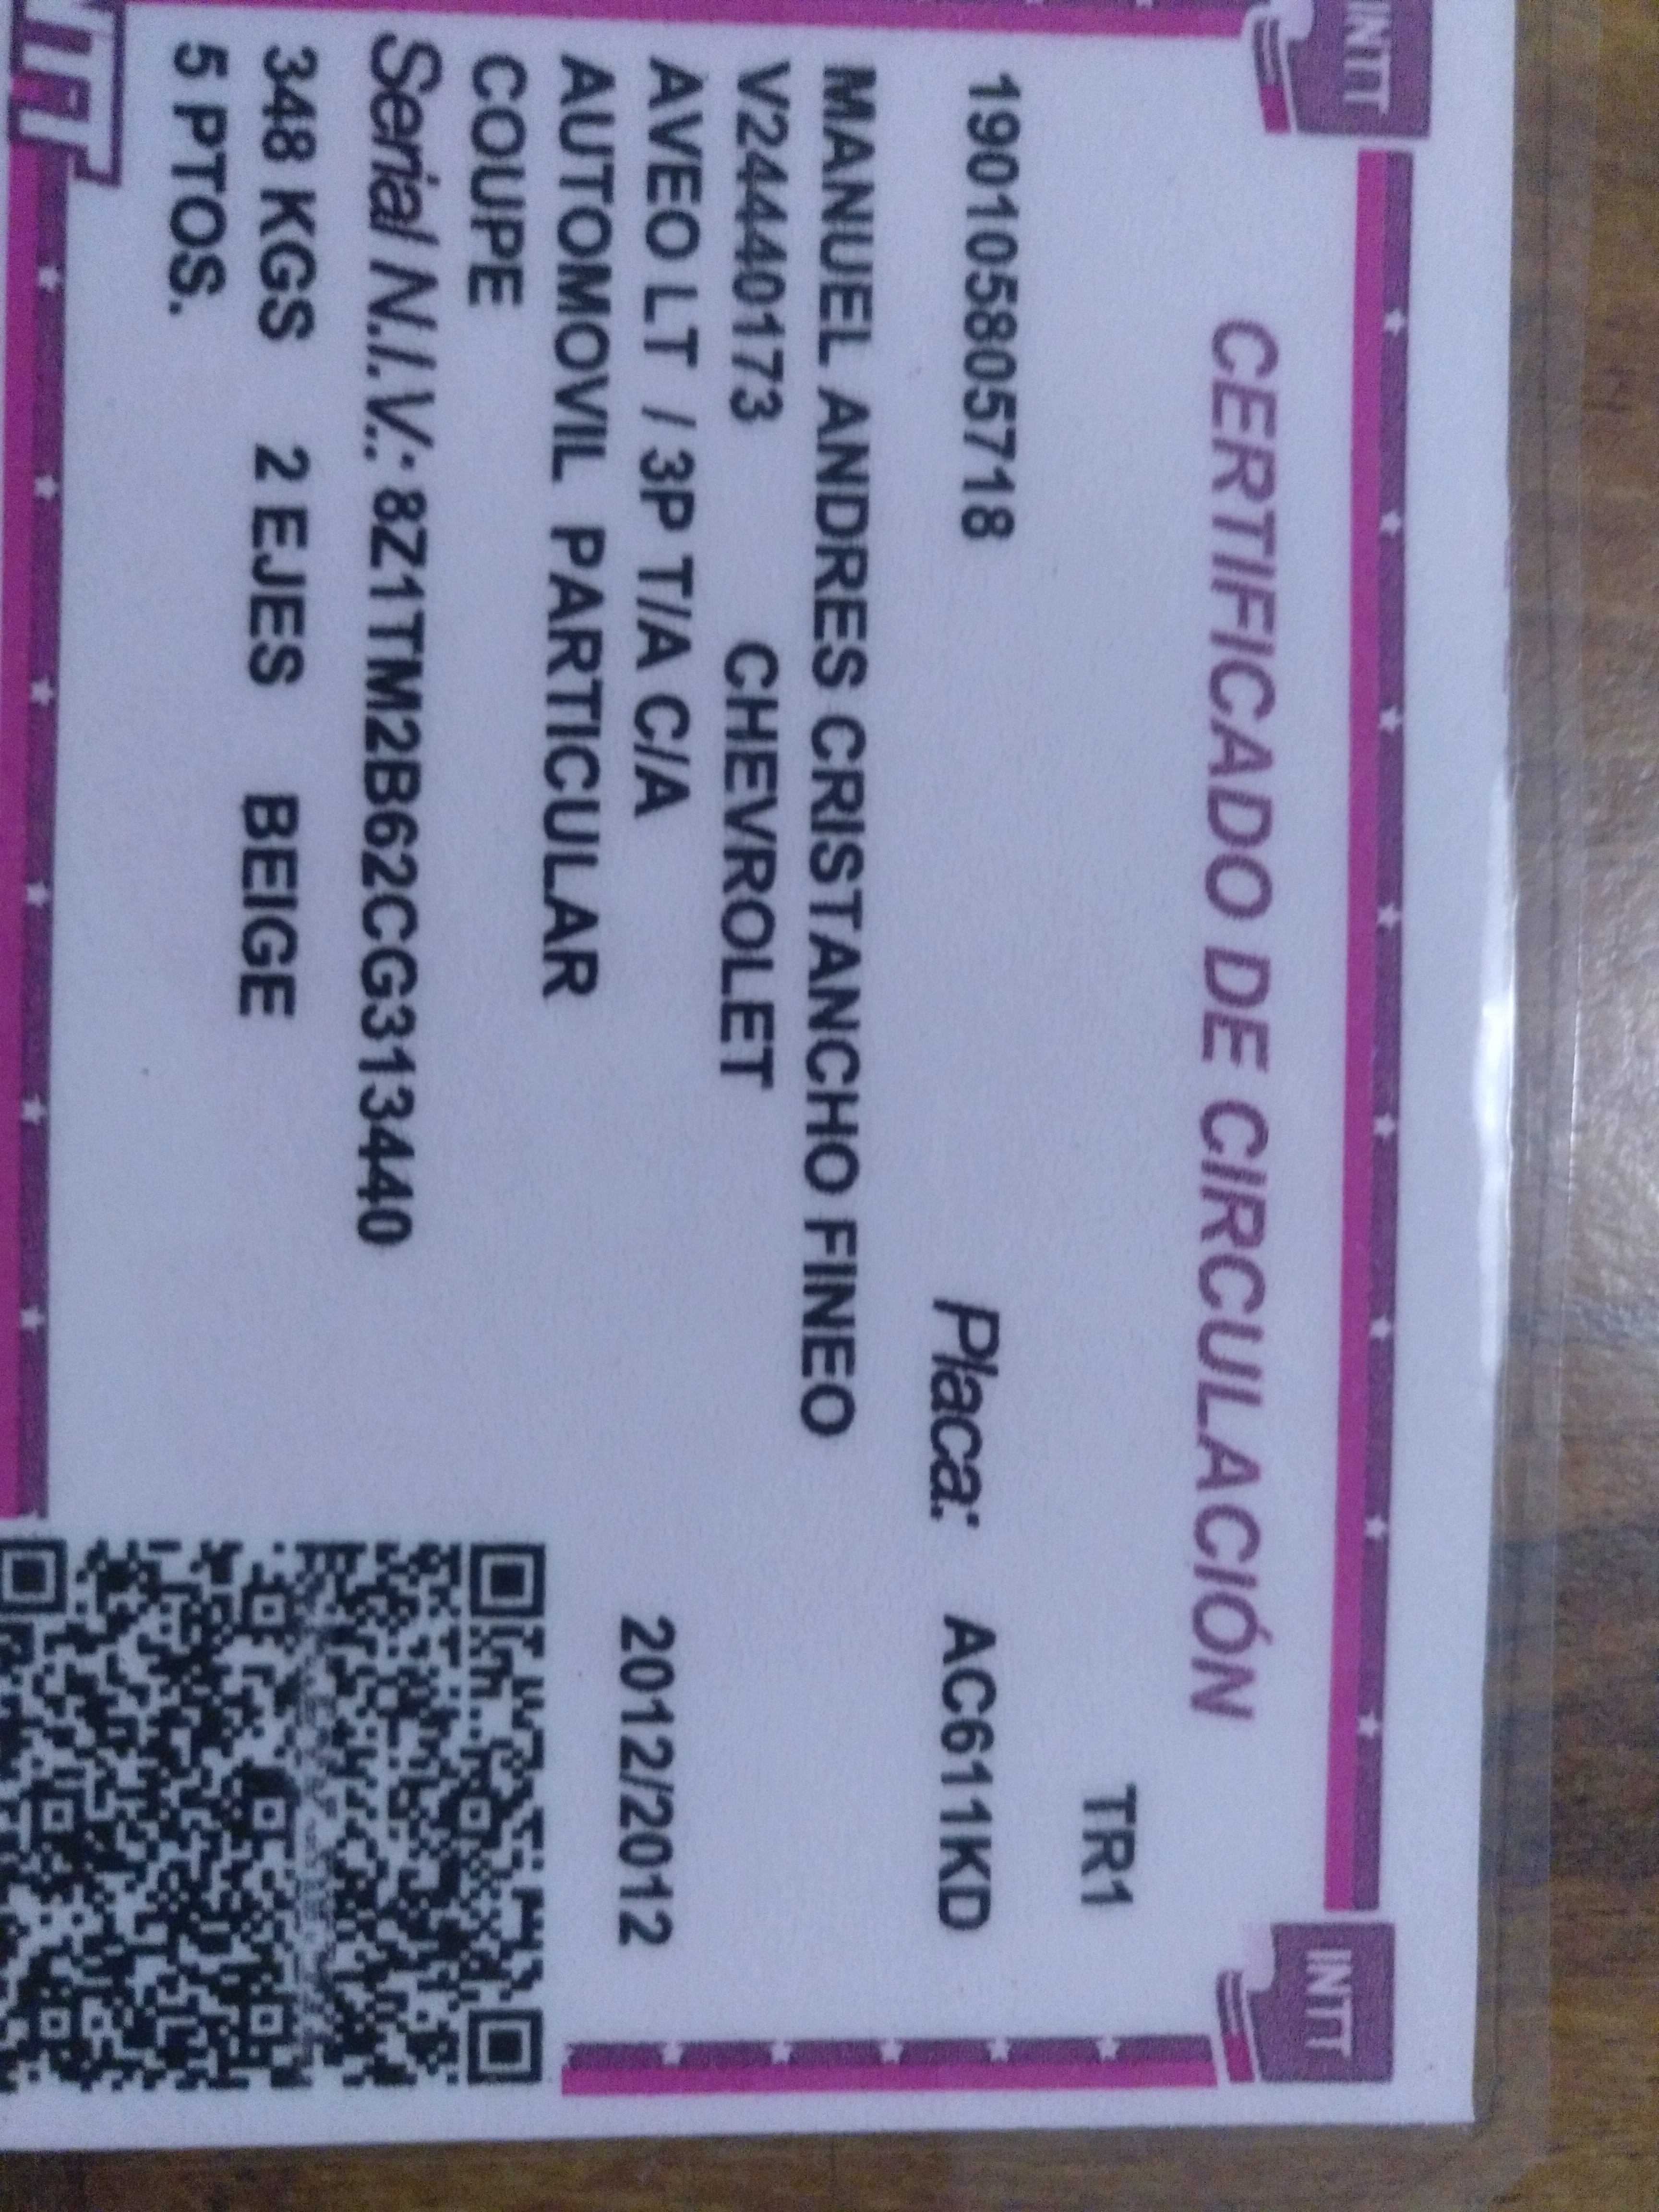 INTT
INTT
CERTIFICADO DE CIRCULACIÓN
TR1
190105805718 Placa: AC611KD
MANUEL ANDRES CRISTANCHO FINEO
V24440173 CHEVROLET
AVEO LT / 3P T/A C/A 2012/2012
AUTOMOVIL PARTICULAR
COUPE
Serial N.I.V.: 8Z1TM2B62CG313440
348 KGS 2 EJES BEIGE
5 PTOS.